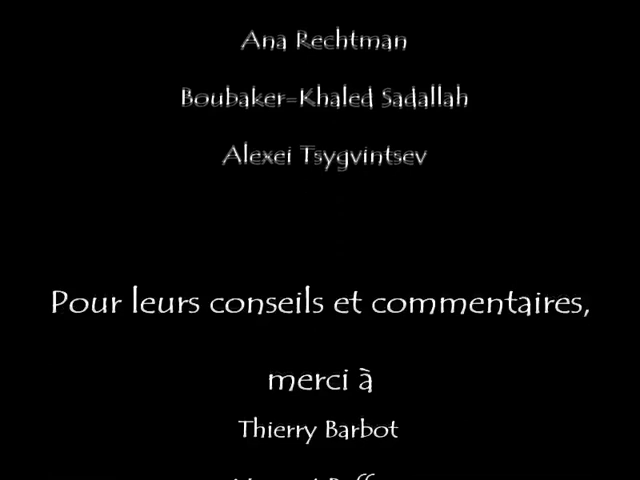 Ana Rechtman
Boubaker-Khaled Sadallah
Alexei Tsygvintsev
Pour leurs conseils et commentaires,
merci à
Thierry Barbot